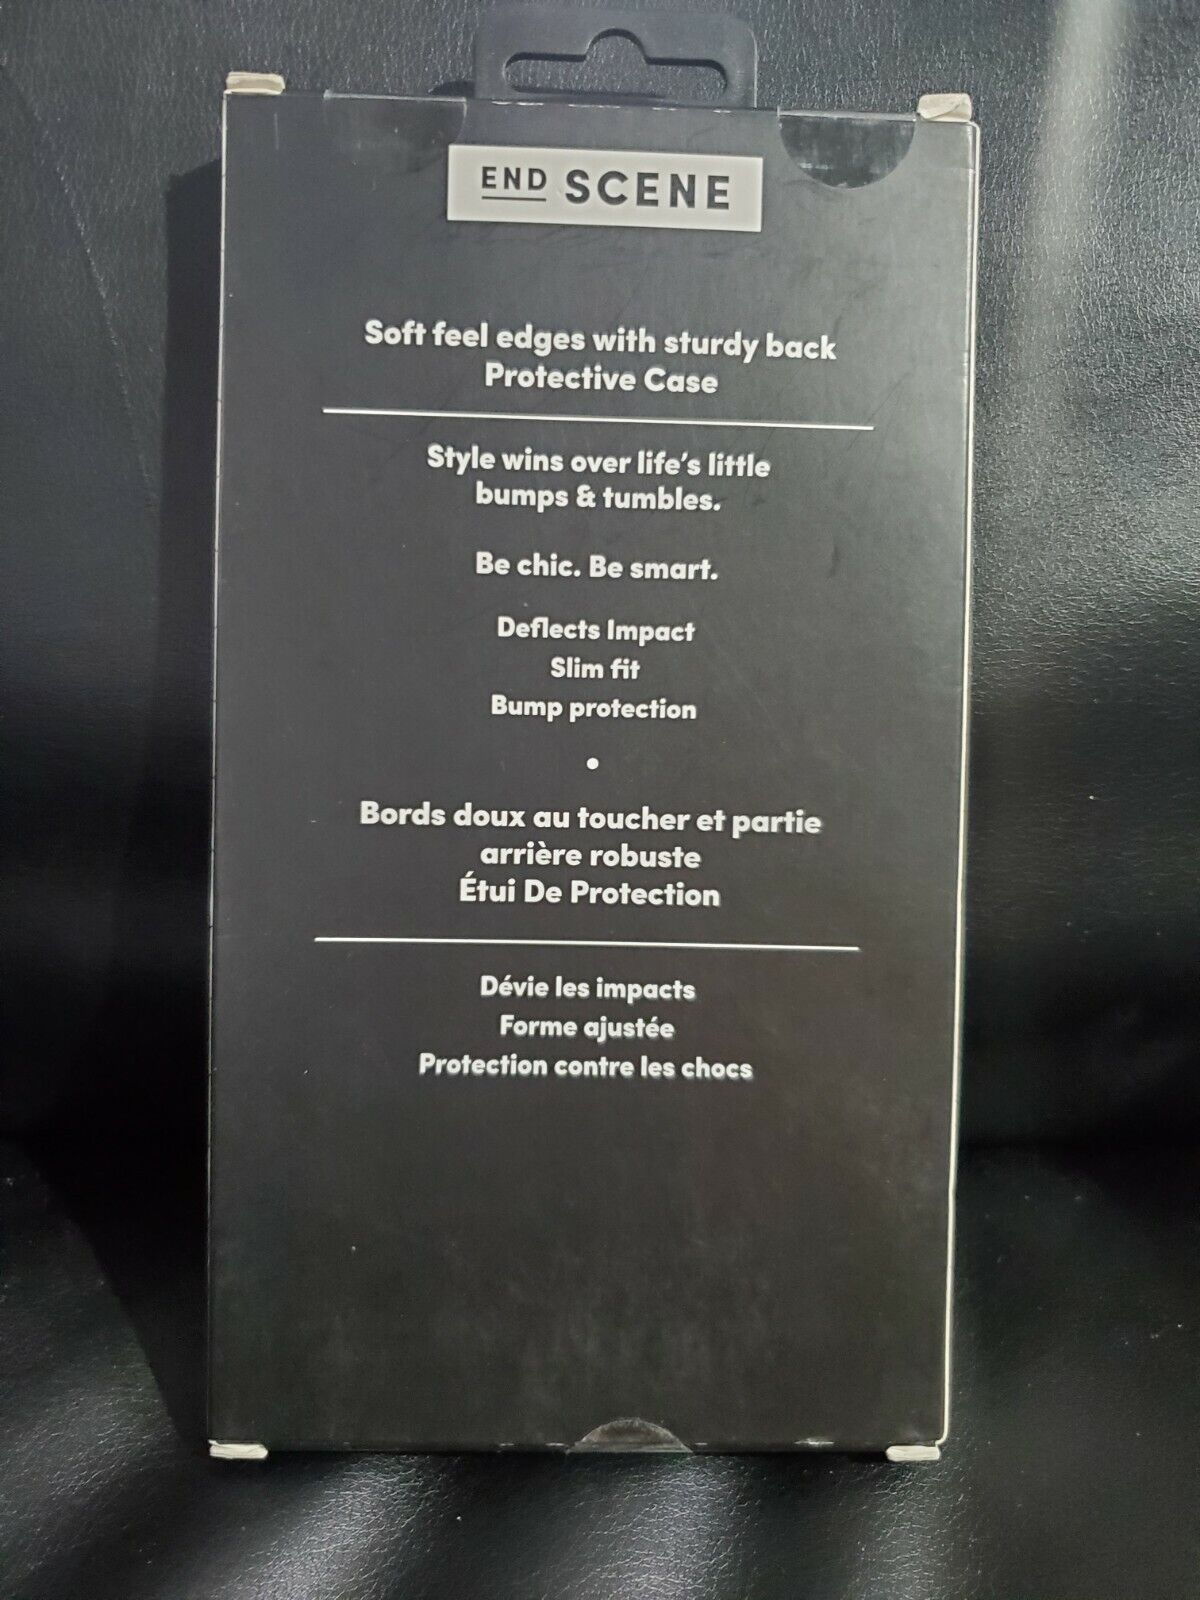 END SCENE
Soft feel edges with sturdy back
Protective Case
Style wins over life's little
bumps & tumbles.
Be chic. Be smart.
Deflects Impact
Slim fit
Bump protection
•
Bords doux au toucher et partie
arrière robuste
Étui De Protection
Dévie les impacts
Forme ajustée
Protection contre les chocs